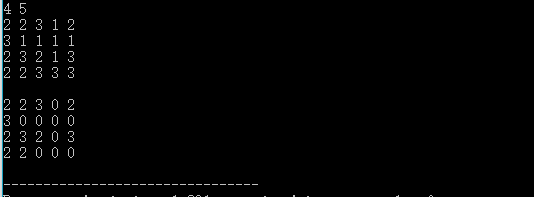 4 5
2 2 3 1 2
3 1 1 1 1
2 3 2 1 3
2 2 3 3 3

2 2 3 0 2
3 0 0 0 0
2 3 2 0 3
2 2 0 0 0

--------------------------------